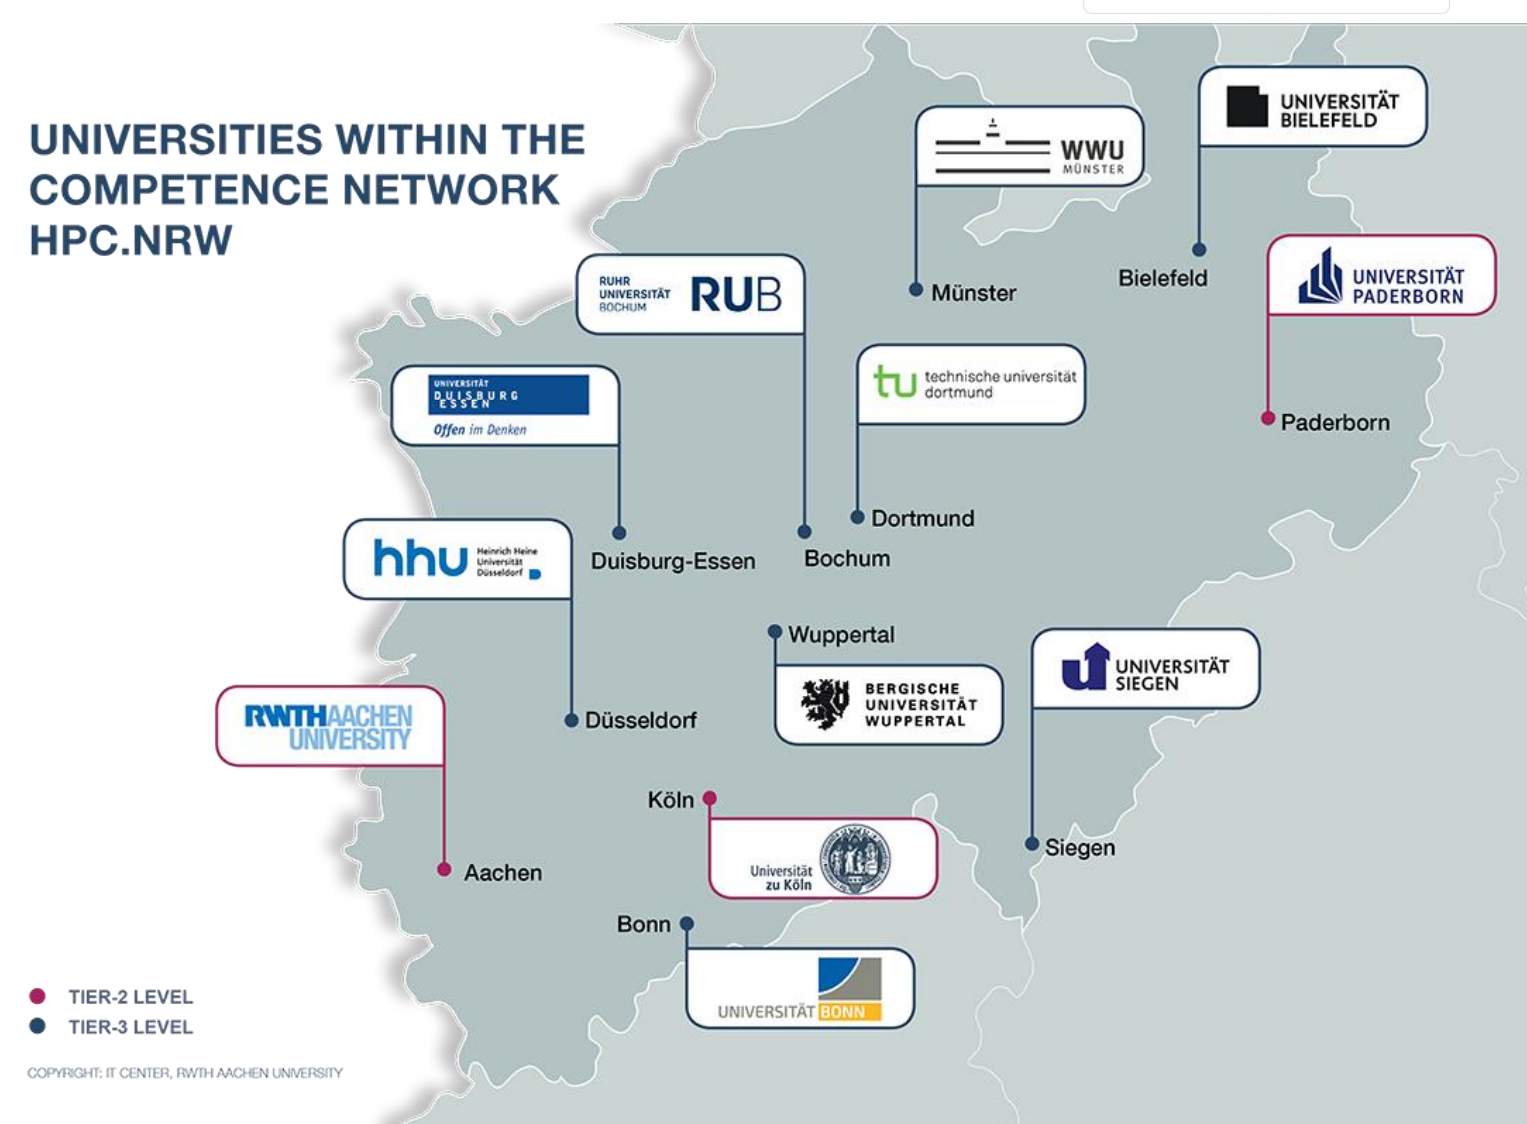 UNIVERSITIES WITHIN THE
COMPETENCE NETWORK
HPC.NRW
UNIVERSITÄT
BIELEFELD
Bielefeld
WWU
MÜNSTER
Münster
UNIVERSITÄT
PADERBORN
Paderborn
RUHR
UNIVERSITÄT
BOCHUM
RUB
Bochum
technische universität
dortmund
tu
Dortmund
UNIVERSITÄT
DUISBURG
ESSEN
Offen im Denken
Duisburg-Essen
hhu
Heinrich Heine
Universität
Düsseldorf
Düsseldorf
Wuppertal
BERGISCHE
UNIVERSITÄT
WUPPERTAL
UNIVERSITÄT
SIEGEN
Siegen
RWTHAACHEN
UNIVERSITY
Aachen
Köln
Universität
zu Köln
Bonn
UNIVERSITÄT BONN
TIER-2 LEVEL
TIER-3 LEVEL
COPYRIGHT: IT CENTER, RWTH AACHEN UNIVERSITY